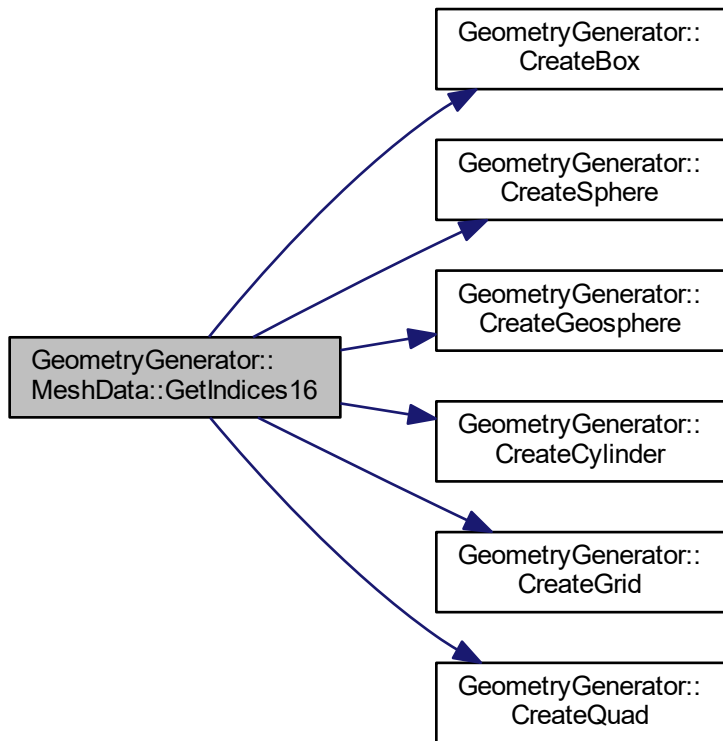 GeometryGenerator::
CreateBox
GeometryGenerator::
CreateSphere
GeometryGenerator::
CreateGeosphere
GeometryGenerator::
MeshData::GetIndices16
GeometryGenerator::
CreateCylinder
GeometryGenerator::
CreateGrid
GeometryGenerator::
CreateQuad